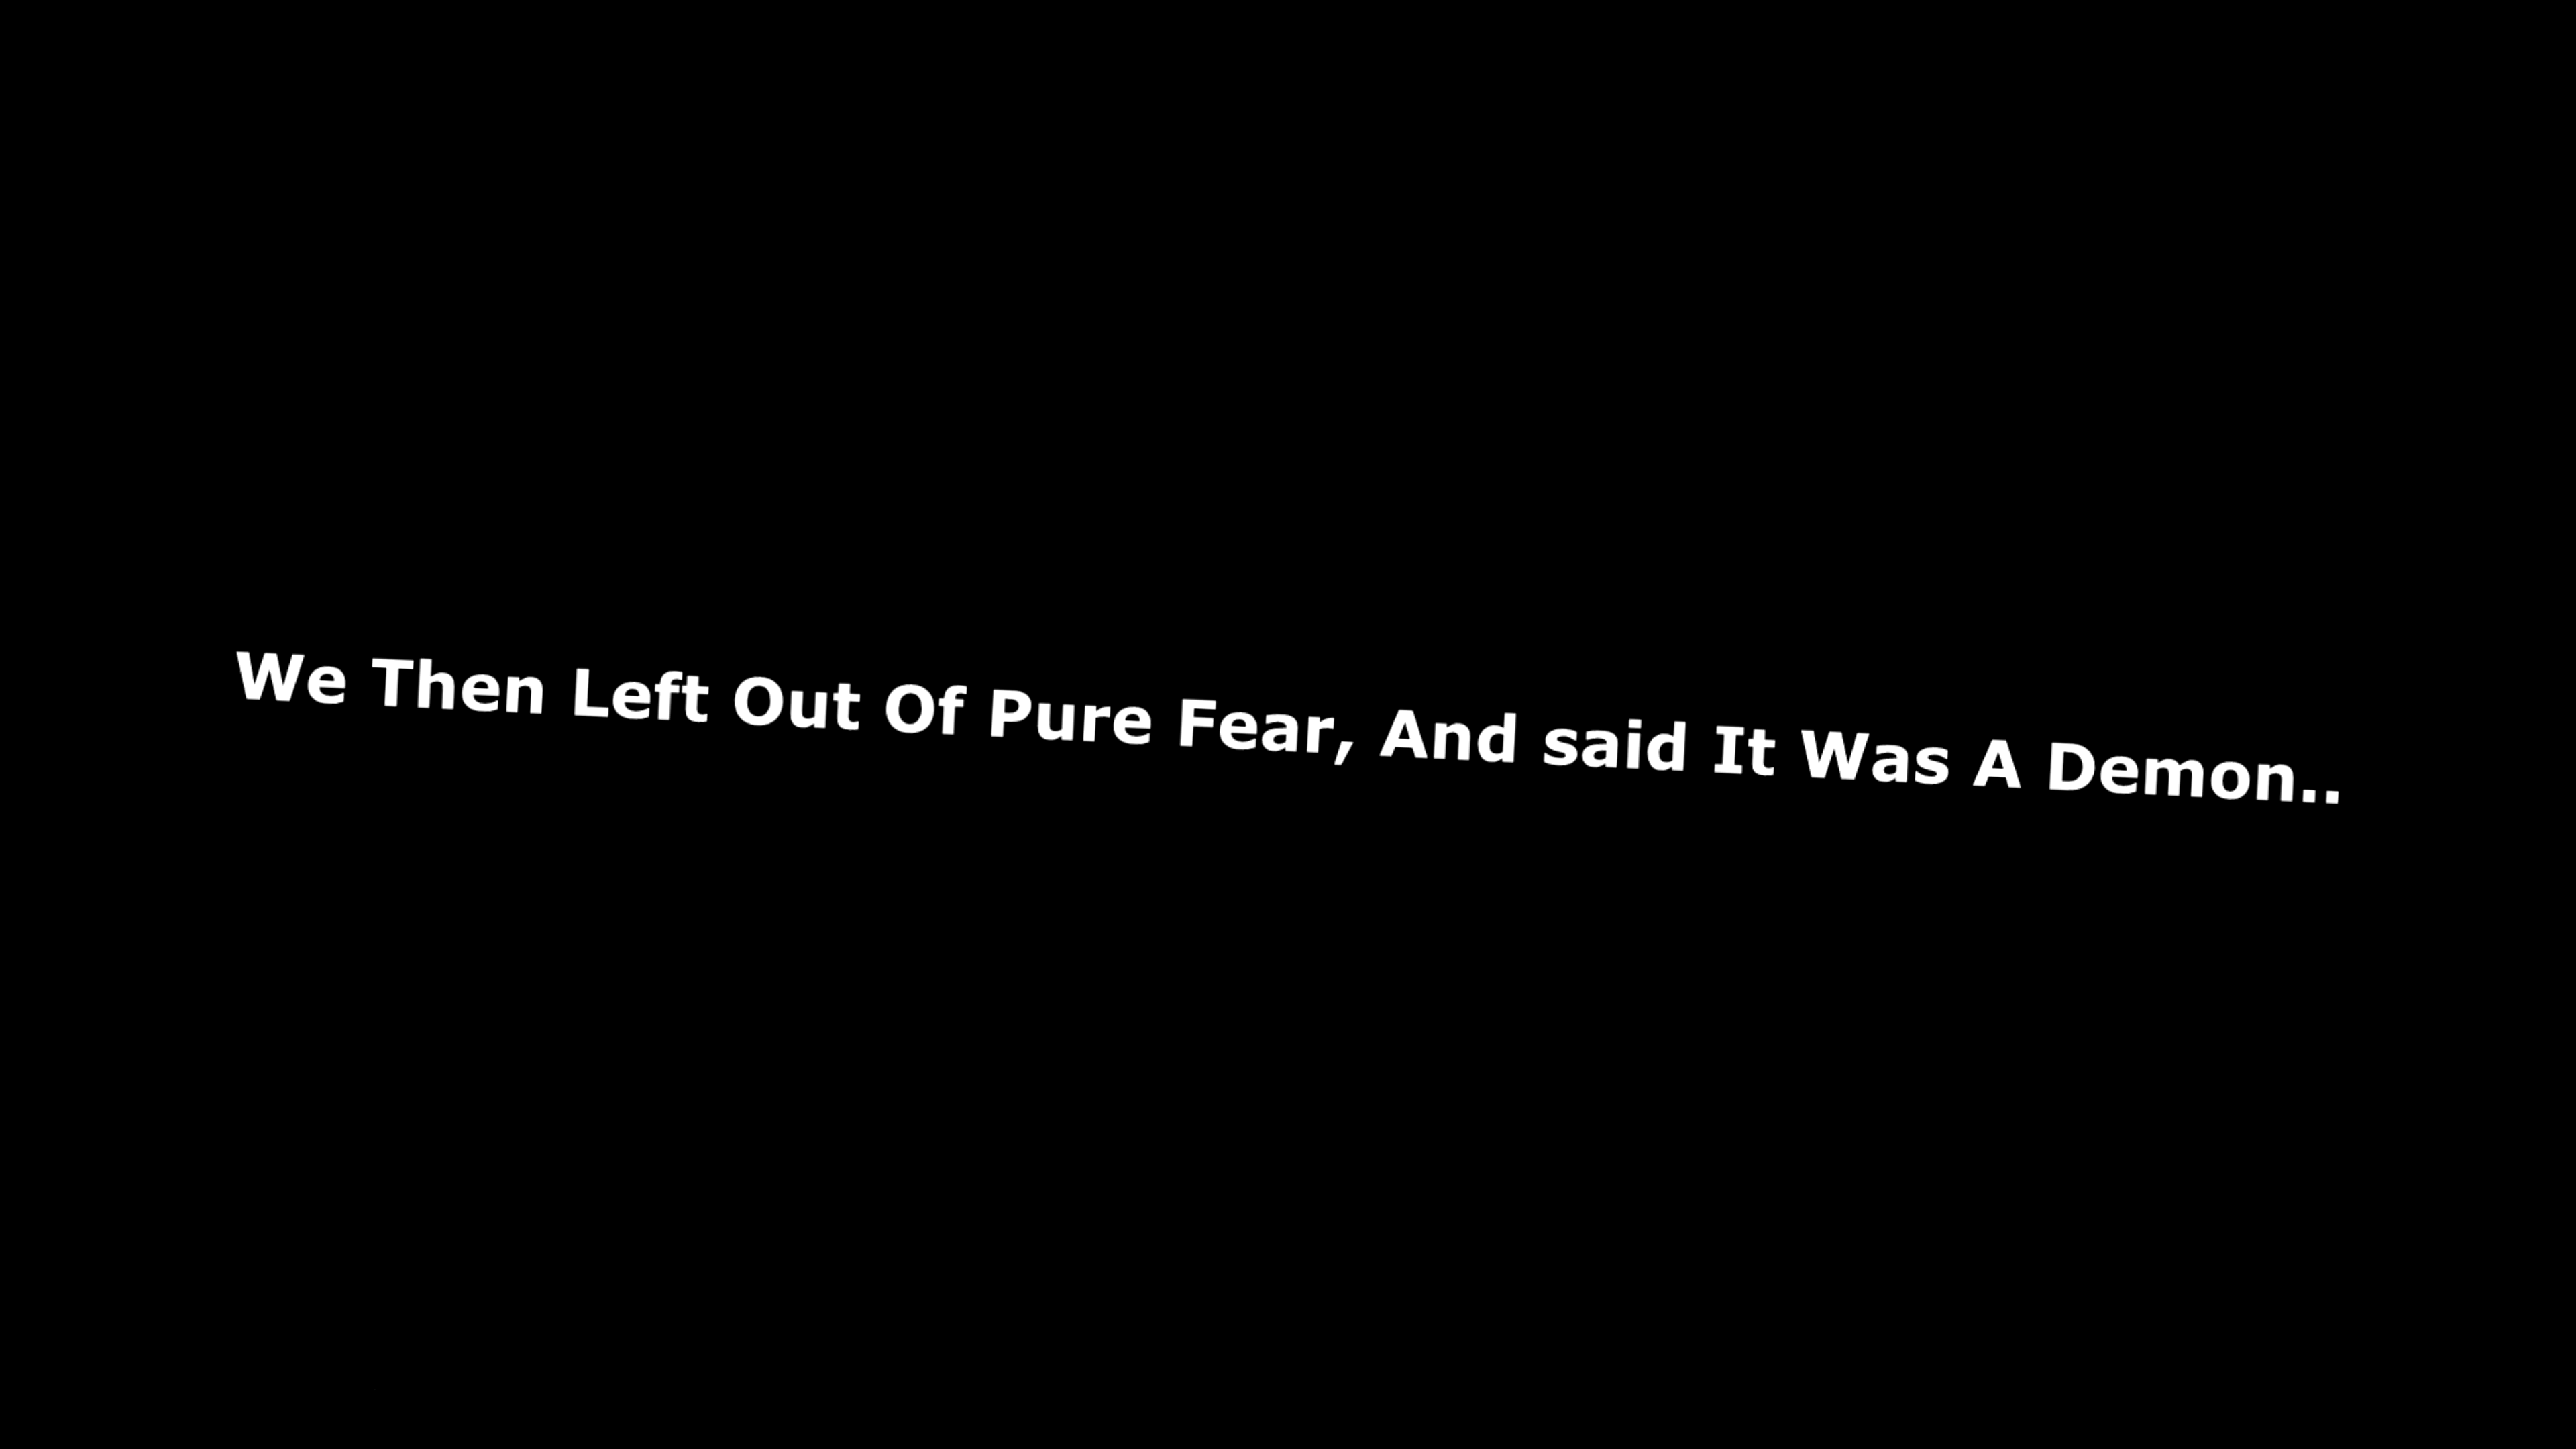 We Then Left Out Of Pure Fear, And said It Was A Demon..